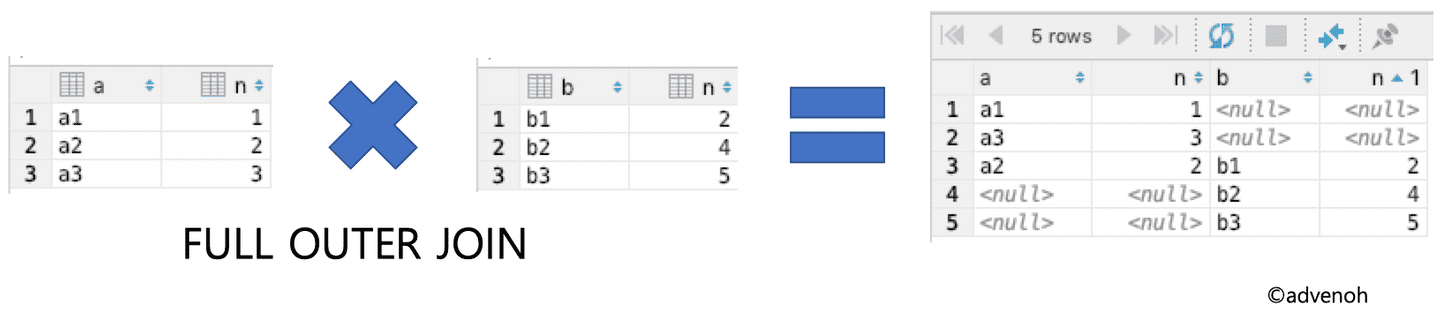 a n
1 a1 1
2 a2 2
3 a3 3
b n
1 b1 2
2 b2 4
3 b3 5
FULL OUTER JOIN
5 rows
a n b n 1
1 a1 1 <null> <null>
2 a3 3 <null> <null>
3 a2 2 b1 2
4 <null> <null> b2 4
5 <null> <null> b3 5
©advenoh